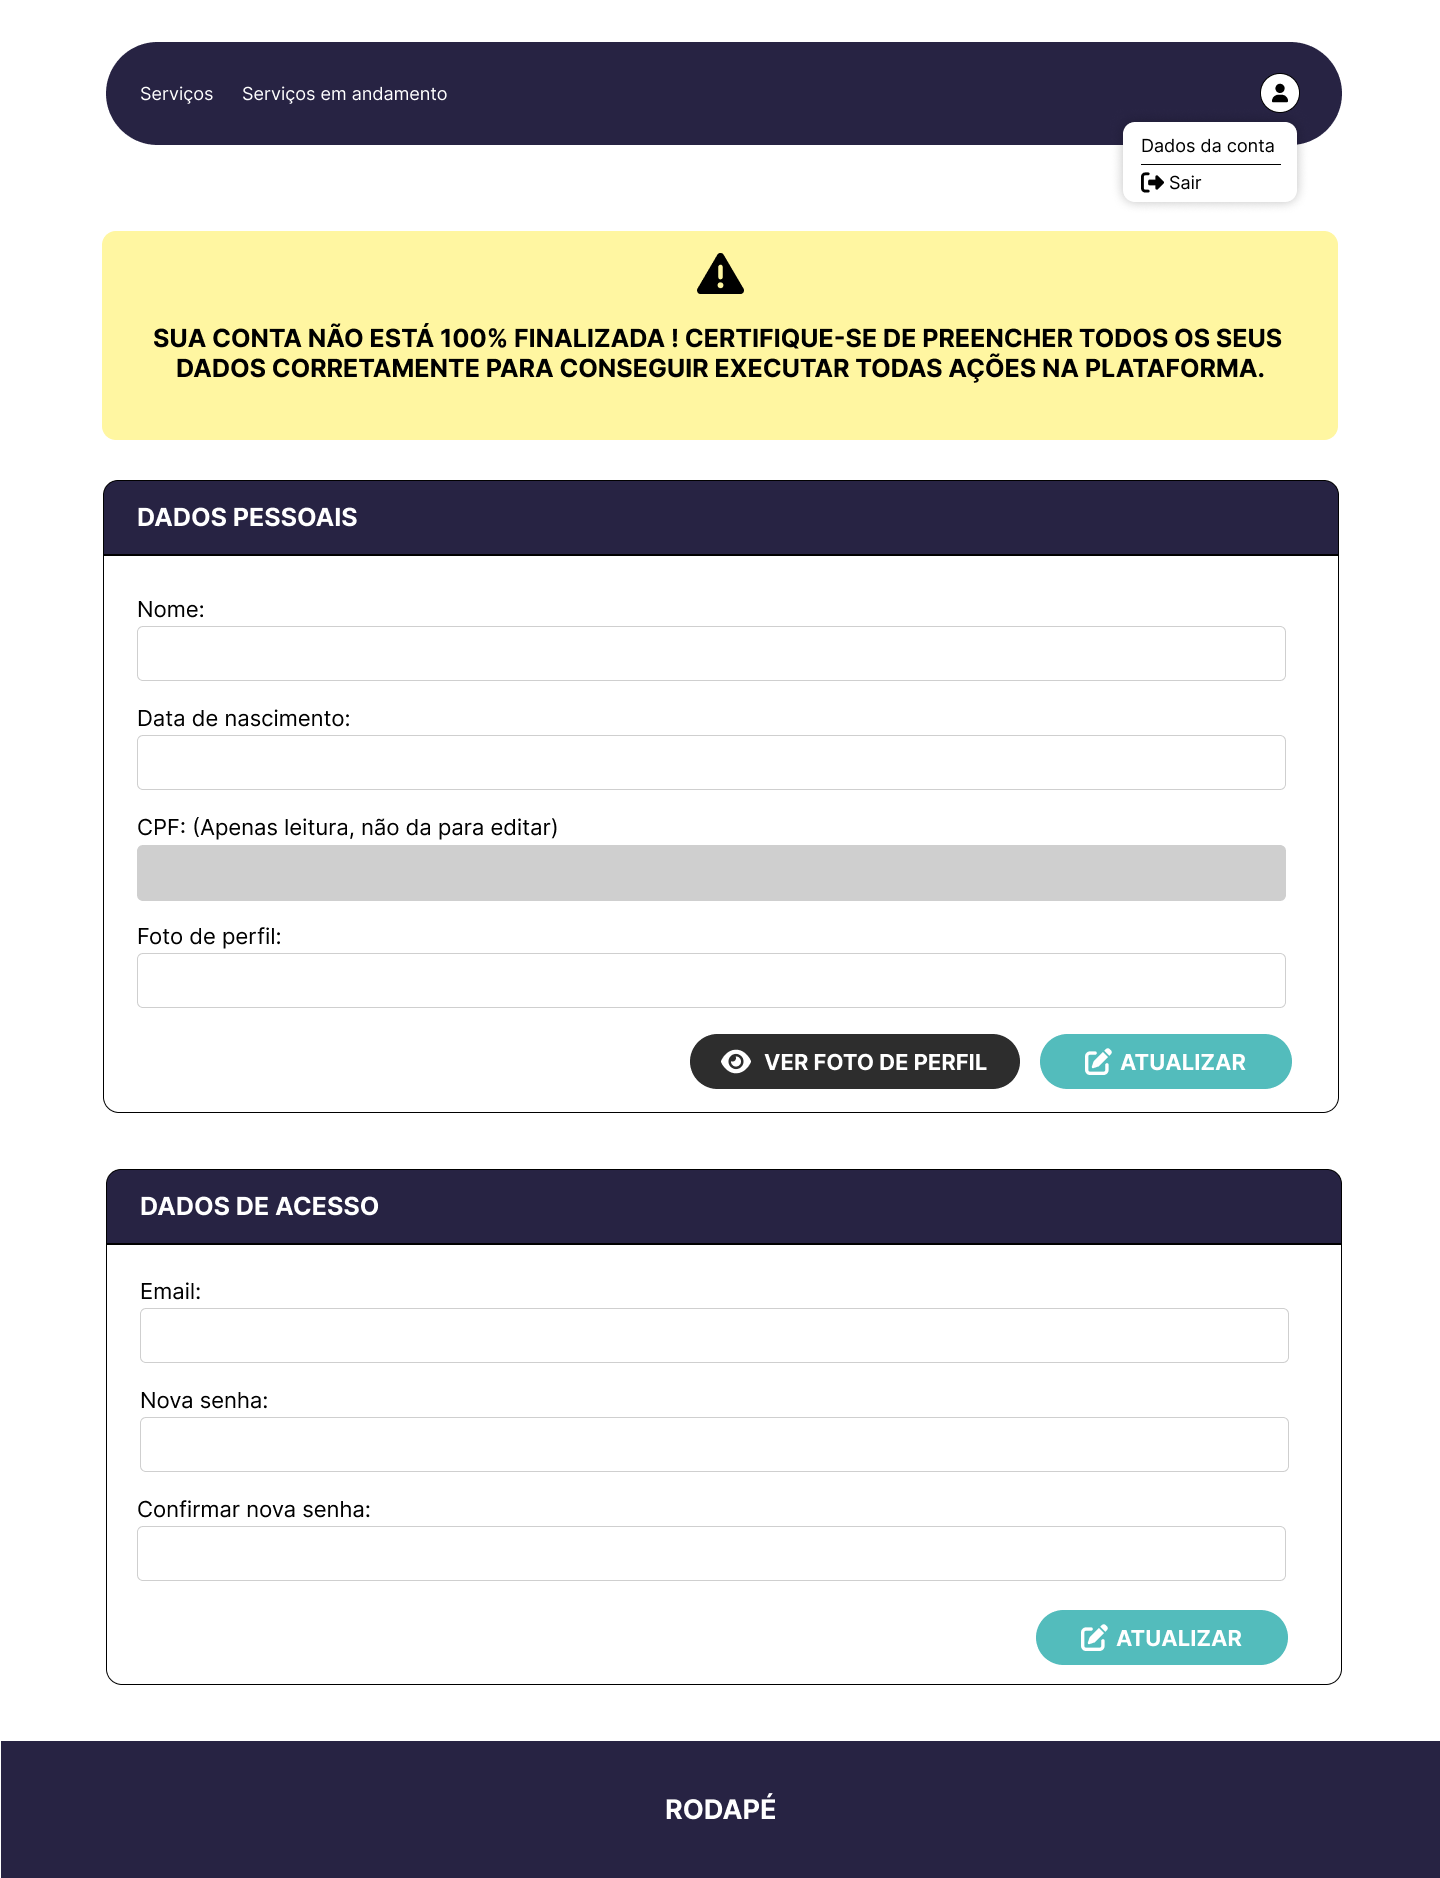 Serviços
Serviços em andamento
Dados da conta
Sair
SUA CONTA NÃO ESTÁ 100% FINALIZADA ! CERTIFIQUE-SE DE PREENCHER TODOS OS SEUS
DADOS CORRETAMENTE PARA CONSEGUIR EXECUTAR TODAS AÇÕES NA PLATAFORMA.
DADOS PESSOAIS
Nome:
Data de nascimento:
CPF: (Apenas leitura, não da para editar)
Foto de perfil:
VER FOTO DE PERFIL
ATUALIZAR
DADOS DE ACESSO
Email:
Nova senha:
Confirmar nova senha:
ATUALIZAR
RODAPÉ